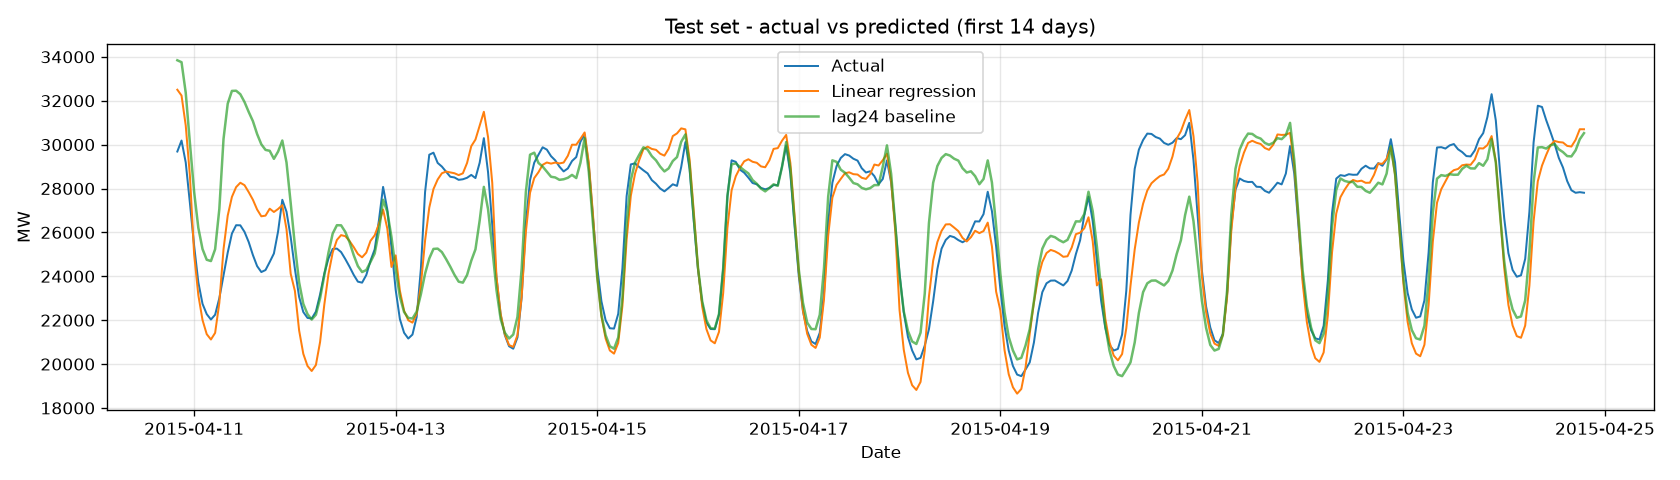 Test set - actual vs predicted (first 14 days)
34000
32000
30000
28000
26000
24000
22000
20000
18000
MW
Actual
Linear regression
lag24 baseline
2015-04-11
2015-04-13
2015-04-15
2015-04-17
2015-04-19
2015-04-21
2015-04-23
2015-04-25
Date